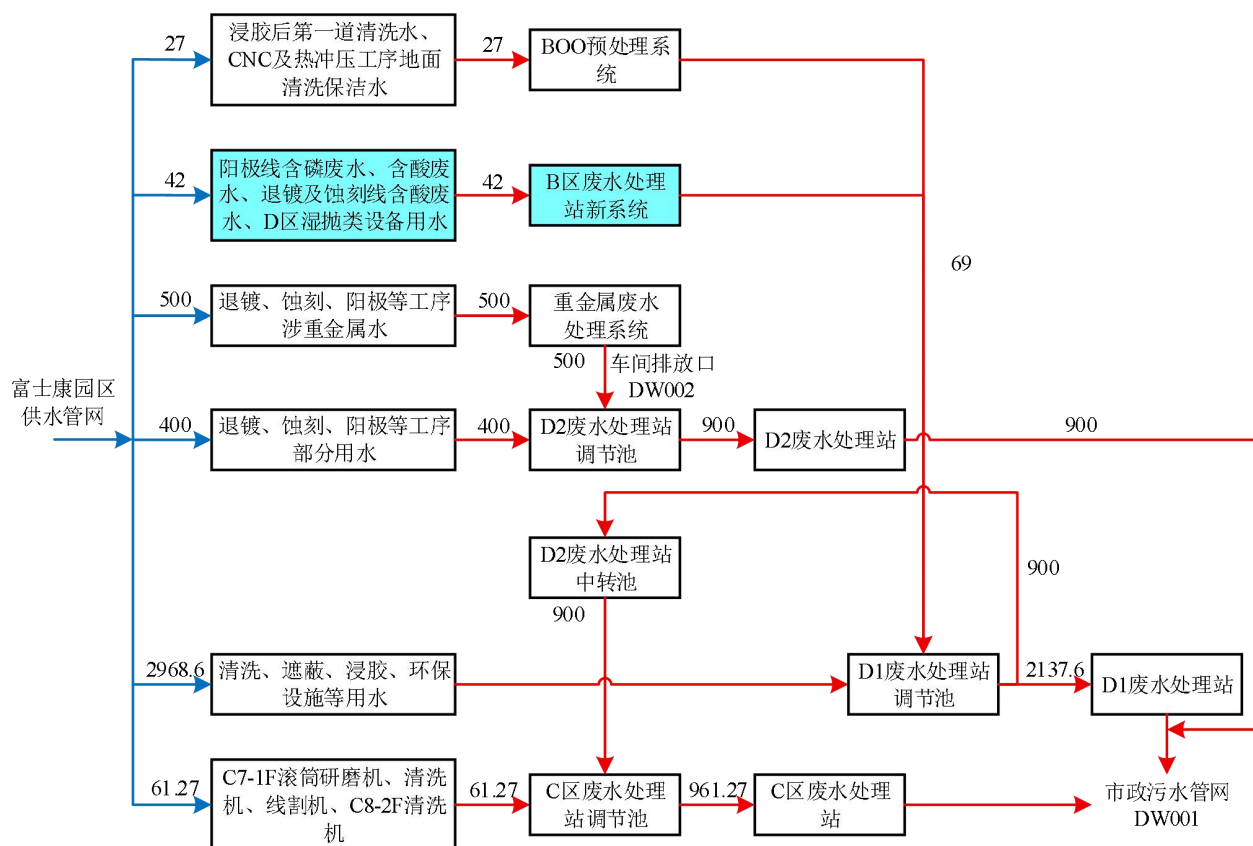 浸胶后第一道清洗水、
CNC及热冲压工序地面
清洗保洁水
27
27
BOO预处理系
统
阳极线含磷废水、含酸废
水、退镀及蚀刻线含酸废
水、D区湿抛类设备用水
42
42
B区废水处理
站新系统
69
500
退镀、蚀刻、阳极等工序
涉重金属水
500
重金属废水
处理系统
500
车间排放口
DW002
富士康园区
供水管网
400
退镀、蚀刻、阳极等工序
部分用水
400
D2废水处理站
调节池
900
D2废水处理站
900
D2废水处理站
中转池
900
900
2968.6
清洗、遮蔽、浸胶、环保
设施等用水
D1废水处理站
调节池
2137.6
D1废水处理站
61.27
C7-1F滚筒研磨机、清洗
机、线割机、C8-2F清洗
机
61.27
C区废水处理
站调节池
961.27
C区废水处理
站
市政污水管网
DW001